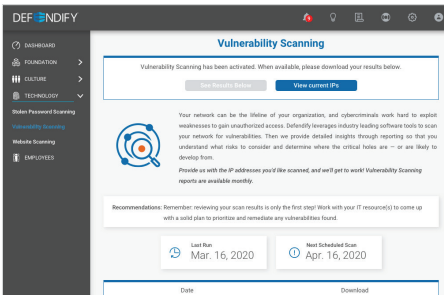 DEFENDIFY
9
DASHBOARD
FOUNDATION
CULTURE
TECHNOLOGY
Stolen Password Scanning
Vulnerability Scanning
Website Scanning
EMPLOYEES
Vulnerability Scanning
Vulnerability Scanning has been activated. When available, please download your results below.
See Results Below
View current IPs
Your network can be the lifeline of your organization, and cybercriminals work hard to exploit
weaknesses to gain unauthorized access. Defendify leverages industry leading software tools to scan
your network for vulnerabilities. Then we provide detailed insights through reporting so that you
understand what risks to consider and determine where the critical holes are — or are likely to
develop from.
Provide us with the IP addresses you'd like scanned, and we'll get to work! Vulnerability Scanning
reports are available monthly.
Recommendations: Remember: reviewing your scan results is only the first step! Work with your IT resource(s) to come up
with a solid plan to prioritize and remediate any vulnerabilities found.
Last Run
Mar. 16, 2020
Next Scheduled Scan
Apr. 16, 2020
Date
Download